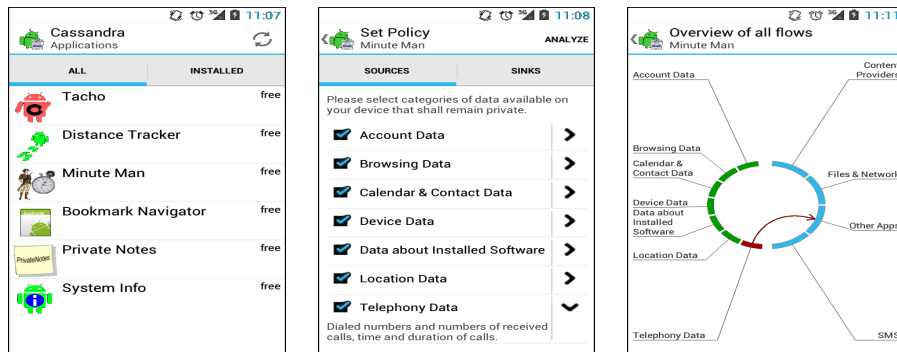 11:07
Cassandra
Applications
ALL INSTALLED
Tacho free
Distance Tracker free
Minute Man free
Bookmark Navigator free
PrivateNotes
Private Notes free
System Info free
11:08
Set Policy
Minute Man
ANALYZE
SOURCES SINKS
Please select categories of data available on
your device that shall remain private.
Account Data
Browsing Data
Calendar & Contact Data
Device Data
Data about Installed Software
Location Data
Telephony Data
Dialed numbers and numbers of received
calls, time and duration of calls.
11:11
Overview of all flows
Minute Man
Account Data
Browsing Data
Calendar &
Contact Data
Device Data
Data about
Installed
Software
Location Data
Telephony Data
Content
Providers
Files & Network
Other Apps
SMS